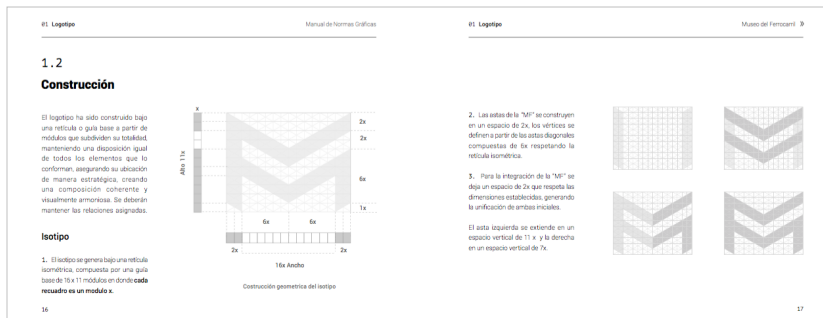 01 Logotipo
Manual de Normas Gráficas
1.2
Construcción
El logotipo ha sido construido bajo
una retícula o guía base a partir de
módulos que subdividen su totalidad,
manteniendo una disposición igual
de todos los elementos que lo
conforman, asegurando su ubicación
de manera estratégica, creando
una composición coherente y
visualmente armoniosa. Se deberán
mantener las relaciones asignadas.
Isotipo
1. El isotipo se genera bajo una retícula
isométrica, compuesta por una guía
base de 16 x 11 módulos en donde cada
recuadro es un modulo x.
16
x
2x
2x
Alto 11x
6x
1x
6x
6x
2x
2x
16x Ancho
Costrucción geometrica del isotipo
01 Logotipo
Museo del Ferrocarril »
2. Las astas de la "MF" se construyen
en un espacio de 2x, los vértices se
definen a partir de las astas diagonales
compuestas de 6x respetando la
retícula isométrica.
3. Para la integración de la "MF" se
deja un espacio de 2x que respeta las
dimensiones establecidas, generando
la unificación de ambas iniciales.
El asta izquierda se extiende en un
espacio vertical de 11 x y la derecha
en un espacio vertical de 7x.
17